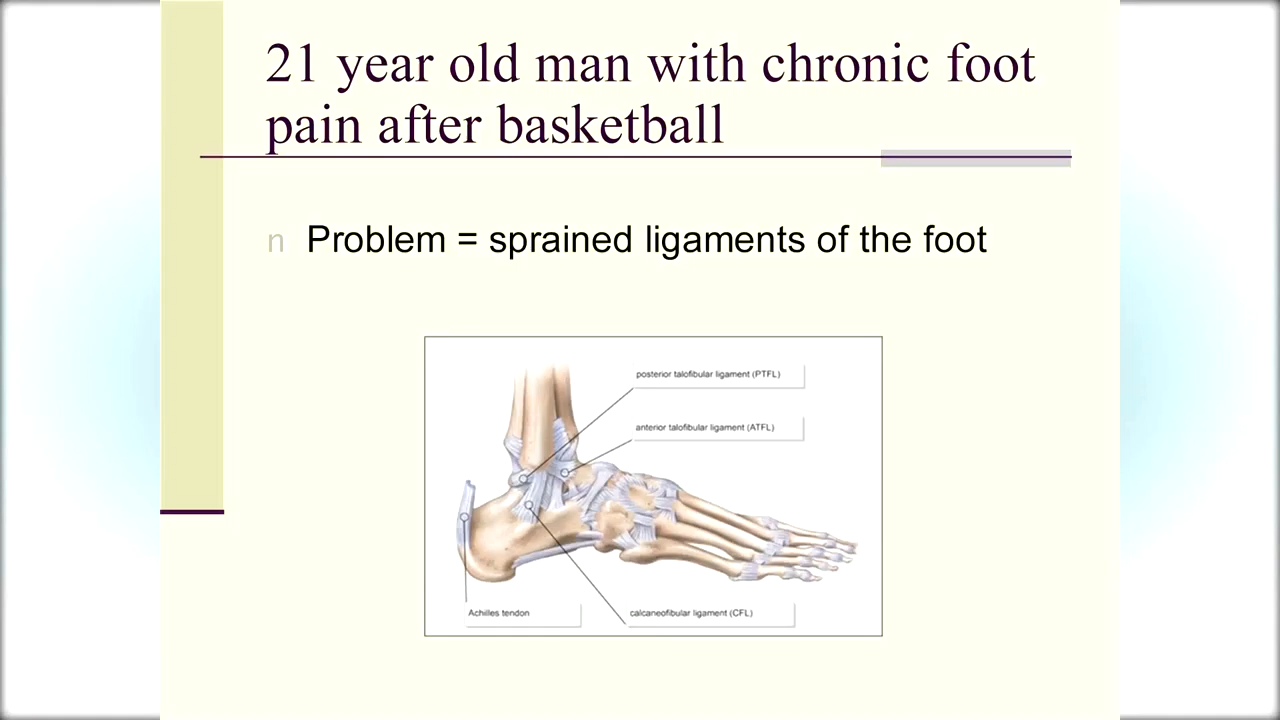 21 year old man with chronic foot
pain after basketball
n Problem = sprained ligaments of the foot
posterior talofibular ligament (PTFL)
anterior talofibular ligament (ATFL)
Achilles tendon
calcaneofibular ligament (CFL)